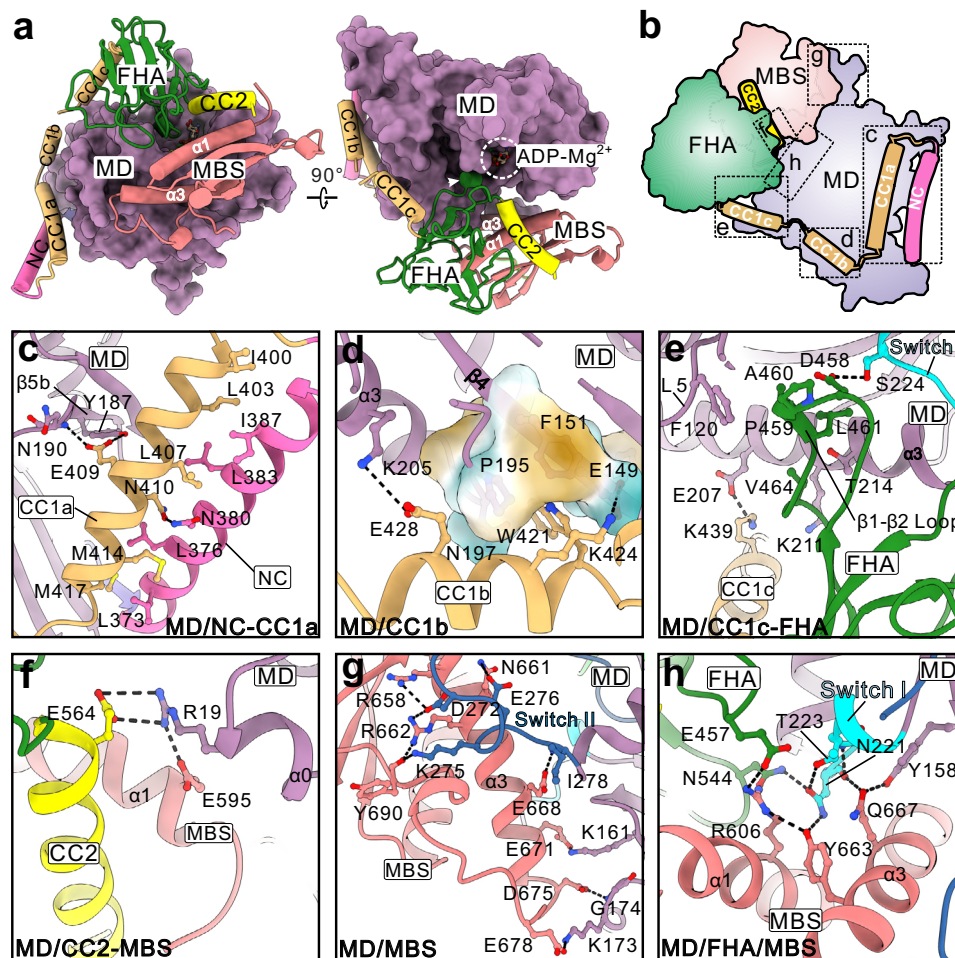 a
FHA
CC1c
CC2
CC1b
α1
MD
MBS
α3
CC1a
NC
90°
MD
CC1b
ADP-Mg²⁺
CC1c
α3
α1
MBS
CC2
FHA
b
MBS
g
CC2
f
FHA
h
MD
c
CC1a
NC
CC1c
e
d
CC1b
c
MD
I400
β5b
L403
Y187
I387
N190
L407
E409
L383
N410
CC1a
N380
M414
L376
NC
M417
L373
MD/NC-CC1a
d
MD
α3
β4
F151
K205
P195
E149
E428
W421
N197
K424
CC1b
MD/CC1b
e
D458
Switch I
A460
S224
L5
MD
P459
L461
F120
α3
V464
T214
E207
β1-β2 Loop
K439
K211
FHA
CC1c
MD/CC1c-FHA
f
MD
E564
R19
α0
α1
E595
CC2
MBS
MD/CC2-MBS
g
N661
MD
R658
E276
D272
Switch II
R662
K275
α3
I278
E668
Y690
K161
E671
MBS
D675
G174
E678
K173
MD/MBS
h
MD
FHA
Switch I
T223
E457
N221
Y158
N544
Q667
R606
Y663
α3
α1
MBS
MD/FHA/MBS